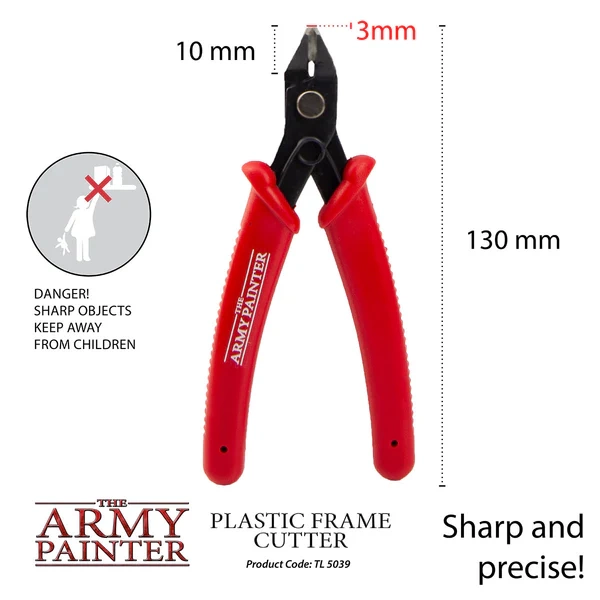 10 mm
3mm
130 mm
DANGER!
SHARP OBJECTS
KEEP AWAY
FROM CHILDREN
THE
ARMY PAINTER
THE
ARMY
PAINTER
PLASTIC FRAME
CUTTER
Product Code: TL 5039
Sharp and
precise!